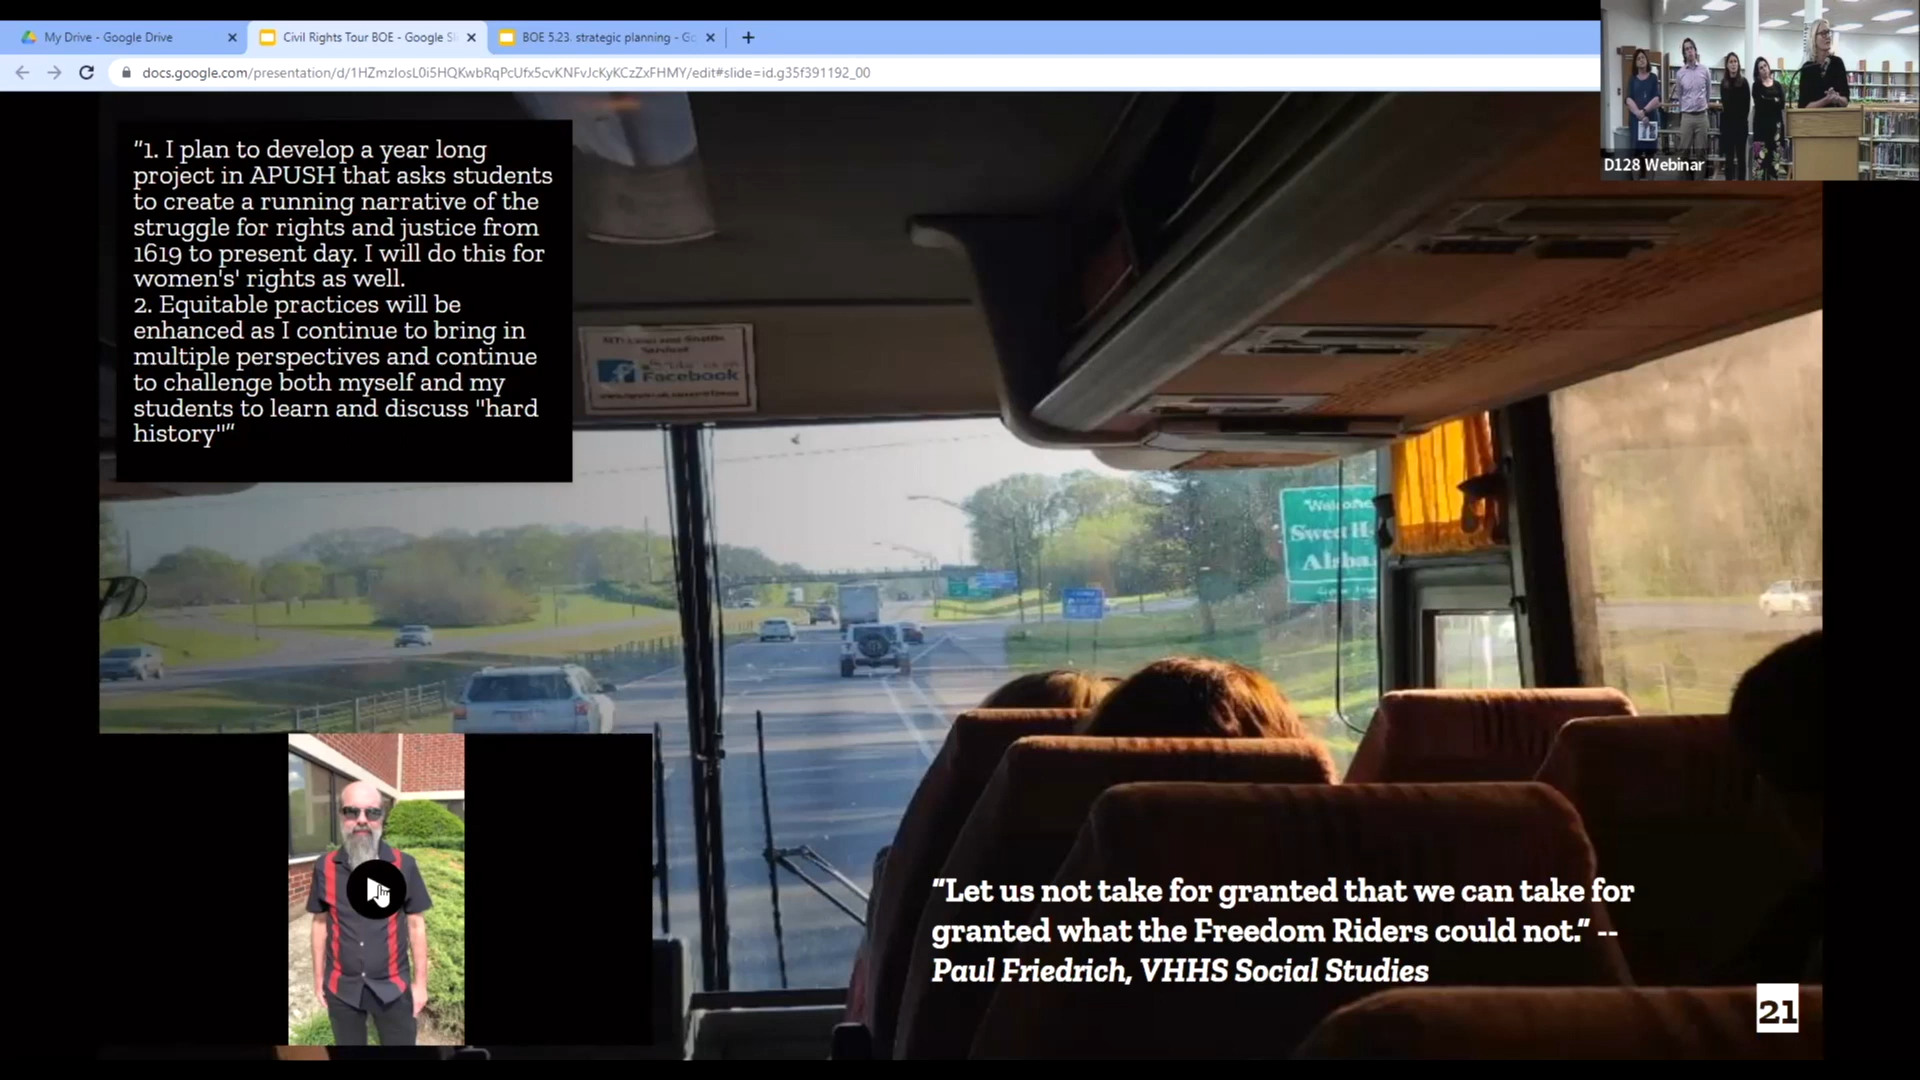 My Drive - Google Drive
Civil Rights Tour BOE - Google Sl
BOE 5.23. strategic planning - Go
docs.google.com/presentation/d/1HZmzIosL0i5HQKwbRqPcUfx5cvKNFvJcKyKCzZxFHMY/edit#slide=id.g35f391192_00
D128 Webinar
“1. I plan to develop a year long
project in APUSH that asks students
to create a running narrative of the
struggle for rights and justice from
1619 to present day. I will do this for
women's' rights as well.
2. Equitable practices will be
enhanced as I continue to bring in
multiple perspectives and continue
to challenge both myself and my
students to learn and discuss "hard
history"“
Facebook
Welcome
Sweet H
Alaba
“Let us not take for granted that we can take for
granted what the Freedom Riders could not.” --
Paul Friedrich, VHHS Social Studies
21